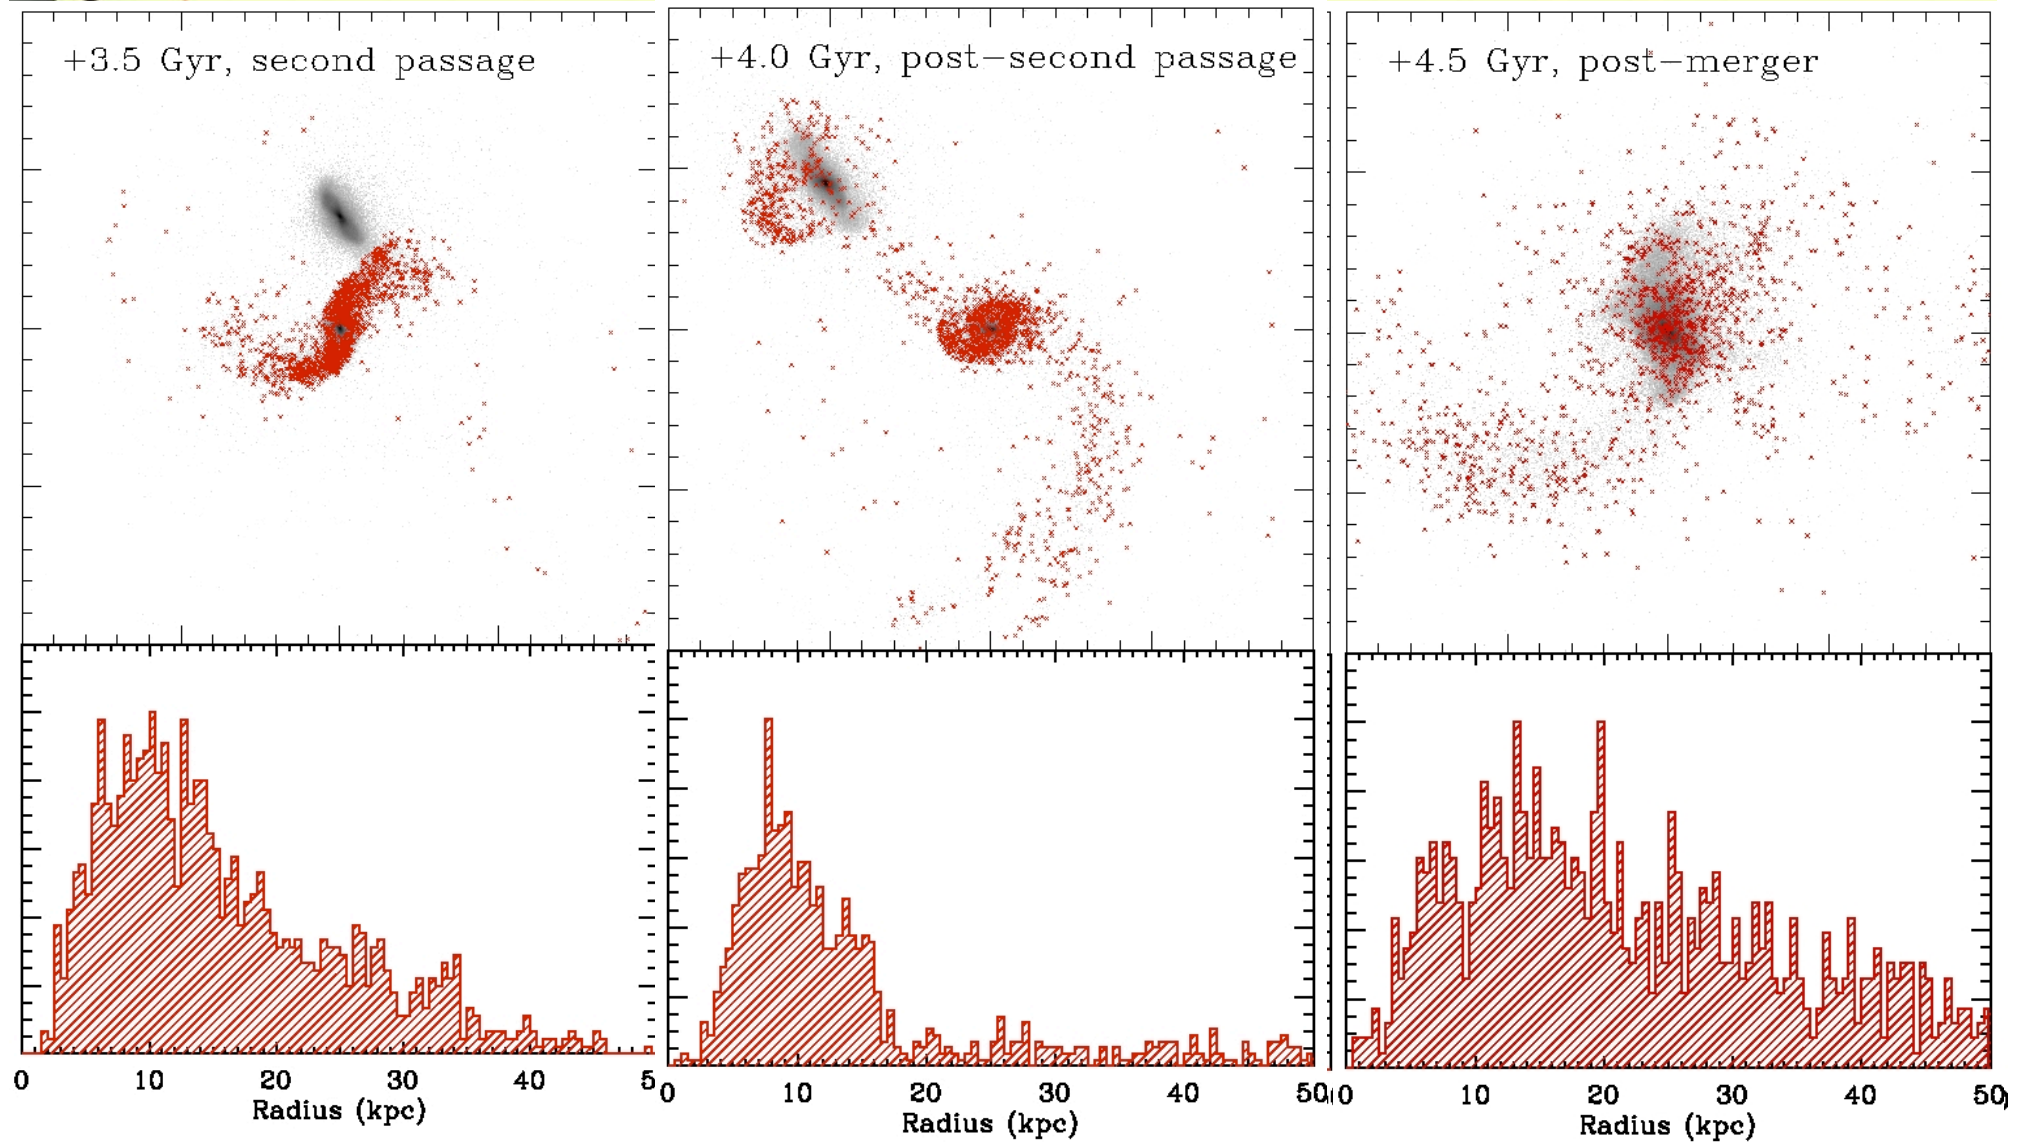 +3.5 Gyr, second passage
+4.0 Gyr, post-second passage
+4.5 Gyr, post-merger
0 10 20 30 40 5
Radius (kpc)
0 10 20 30 40 50
Radius (kpc)
0 10 20 30 40 50
Radius (kpc)